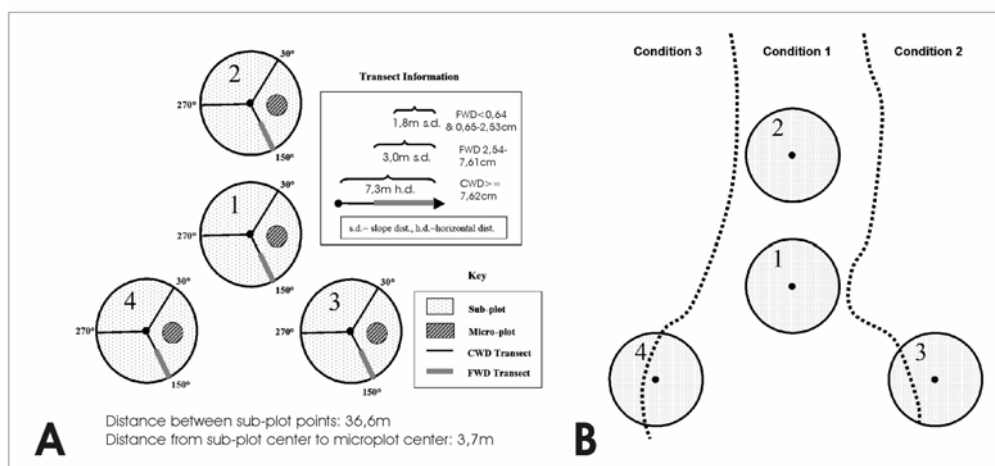 2
30°
270°
150°
1
30°
270°
150°
4
30°
270°
150°
3
30°
270°
150°
Transect Information
1,8m s.d.
FWD<0,64
& 0,65-2,53cm
3,0m s.d.
FWD 2,54-
7,61cm
7,3m h.d.
CWD>=
7,62cm
s.d.– slope dist., h.d.–horizontal dist.
Key
Sub-plot
Micro-plot
CWD Transect
FWD Transect
A
Distance between sub-plot points: 36,6m
Distance from sub-plot center to microplot center: 3,7m
Condition 3
Condition 1
Condition 2
2
1
4
3
B